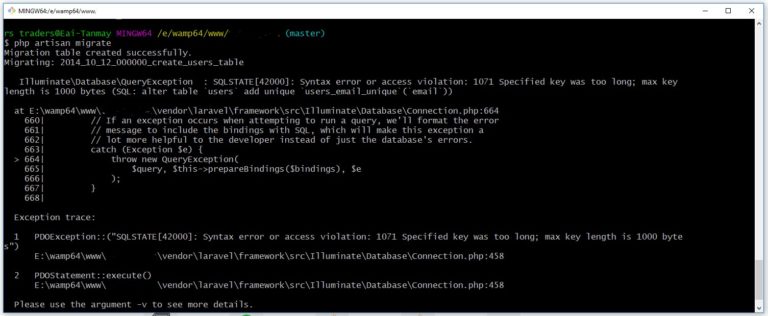 MINGW64:/e/wamp64/www.
rs traders@Eai-Tanmay MINGW64 /e/wamp64/www/ (master)
$ php artisan migrate
Migration table created successfully.
Migrating: 2014_10_12_000000_create_users_table
Illuminate\Database\QueryException : SQLSTATE[42000]: Syntax error or access violation: 1071 Specified key was too long; max key
length is 1000 bytes (SQL: alter table `users` add unique `users_email_unique`(`email`))
at E:\wamp64\www\. -\vendor\laravel\framework\src\Illuminate\Database\Connection.php:664
660| // If an exception occurs when attempting to run a query, we'll format the error
661| // message to include the bindings with SQL, which will make this exception a
662| // lot more helpful to the developer instead of just the database's errors.
663| catch (Exception $e) {
> 664| throw new QueryException(
665| $query, $this->prepareBindings($bindings), $e
666| );
667| }
668|
Exception trace:
1 PDOException::("SQLSTATE[42000]: Syntax error or access violation: 1071 Specified key was too long; max key length is 1000 byte
s")
E:\wamp64\www\ \vendor\laravel\framework\src\Illuminate\Database\Connection.php:458
2 PDOStatement::execute()
E:\wamp64\www\ \vendor\laravel\framework\src\Illuminate\Database\Connection.php:458
Please use the argument -v to see more details.